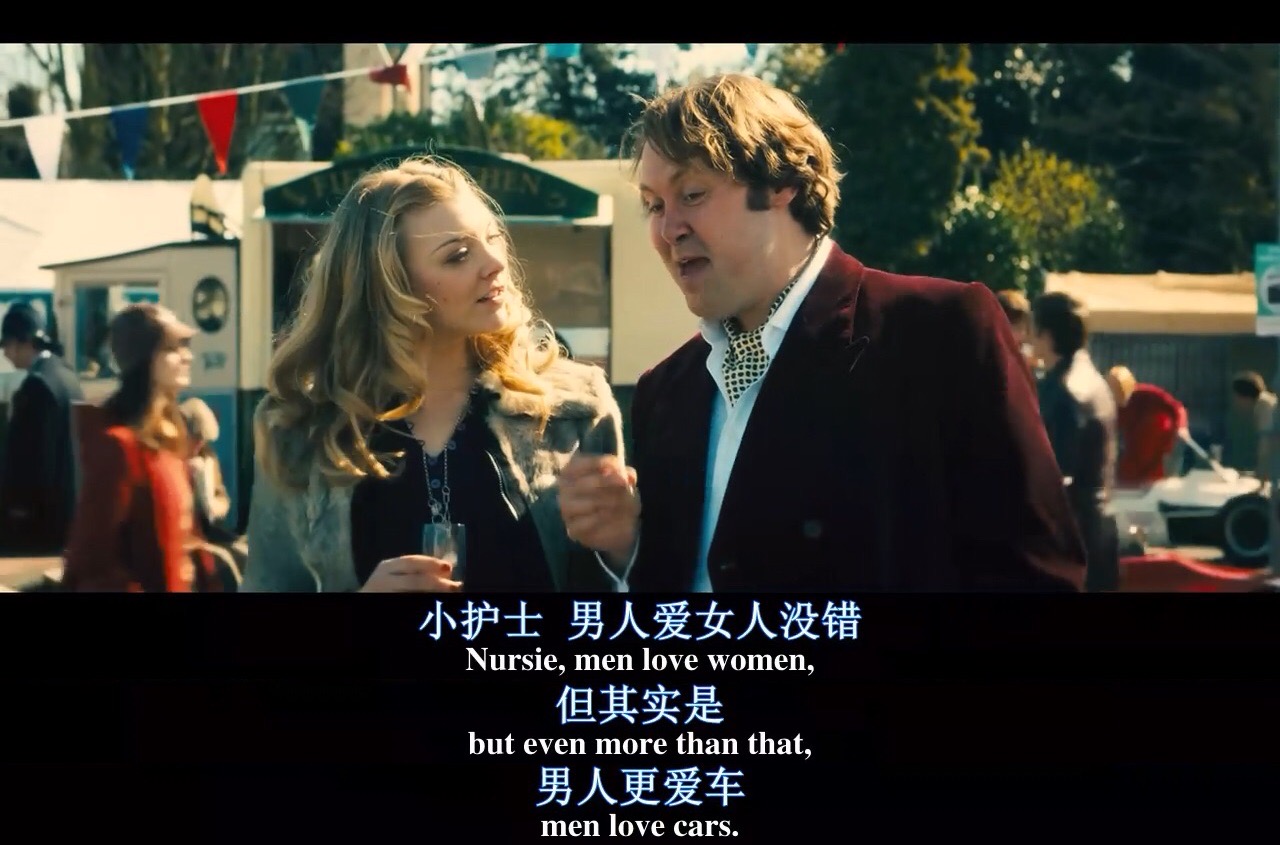 小护士 男人爱女人没错
Nursie, men love women,
但其实是
but even more than that,
男人更爱车
men love cars.